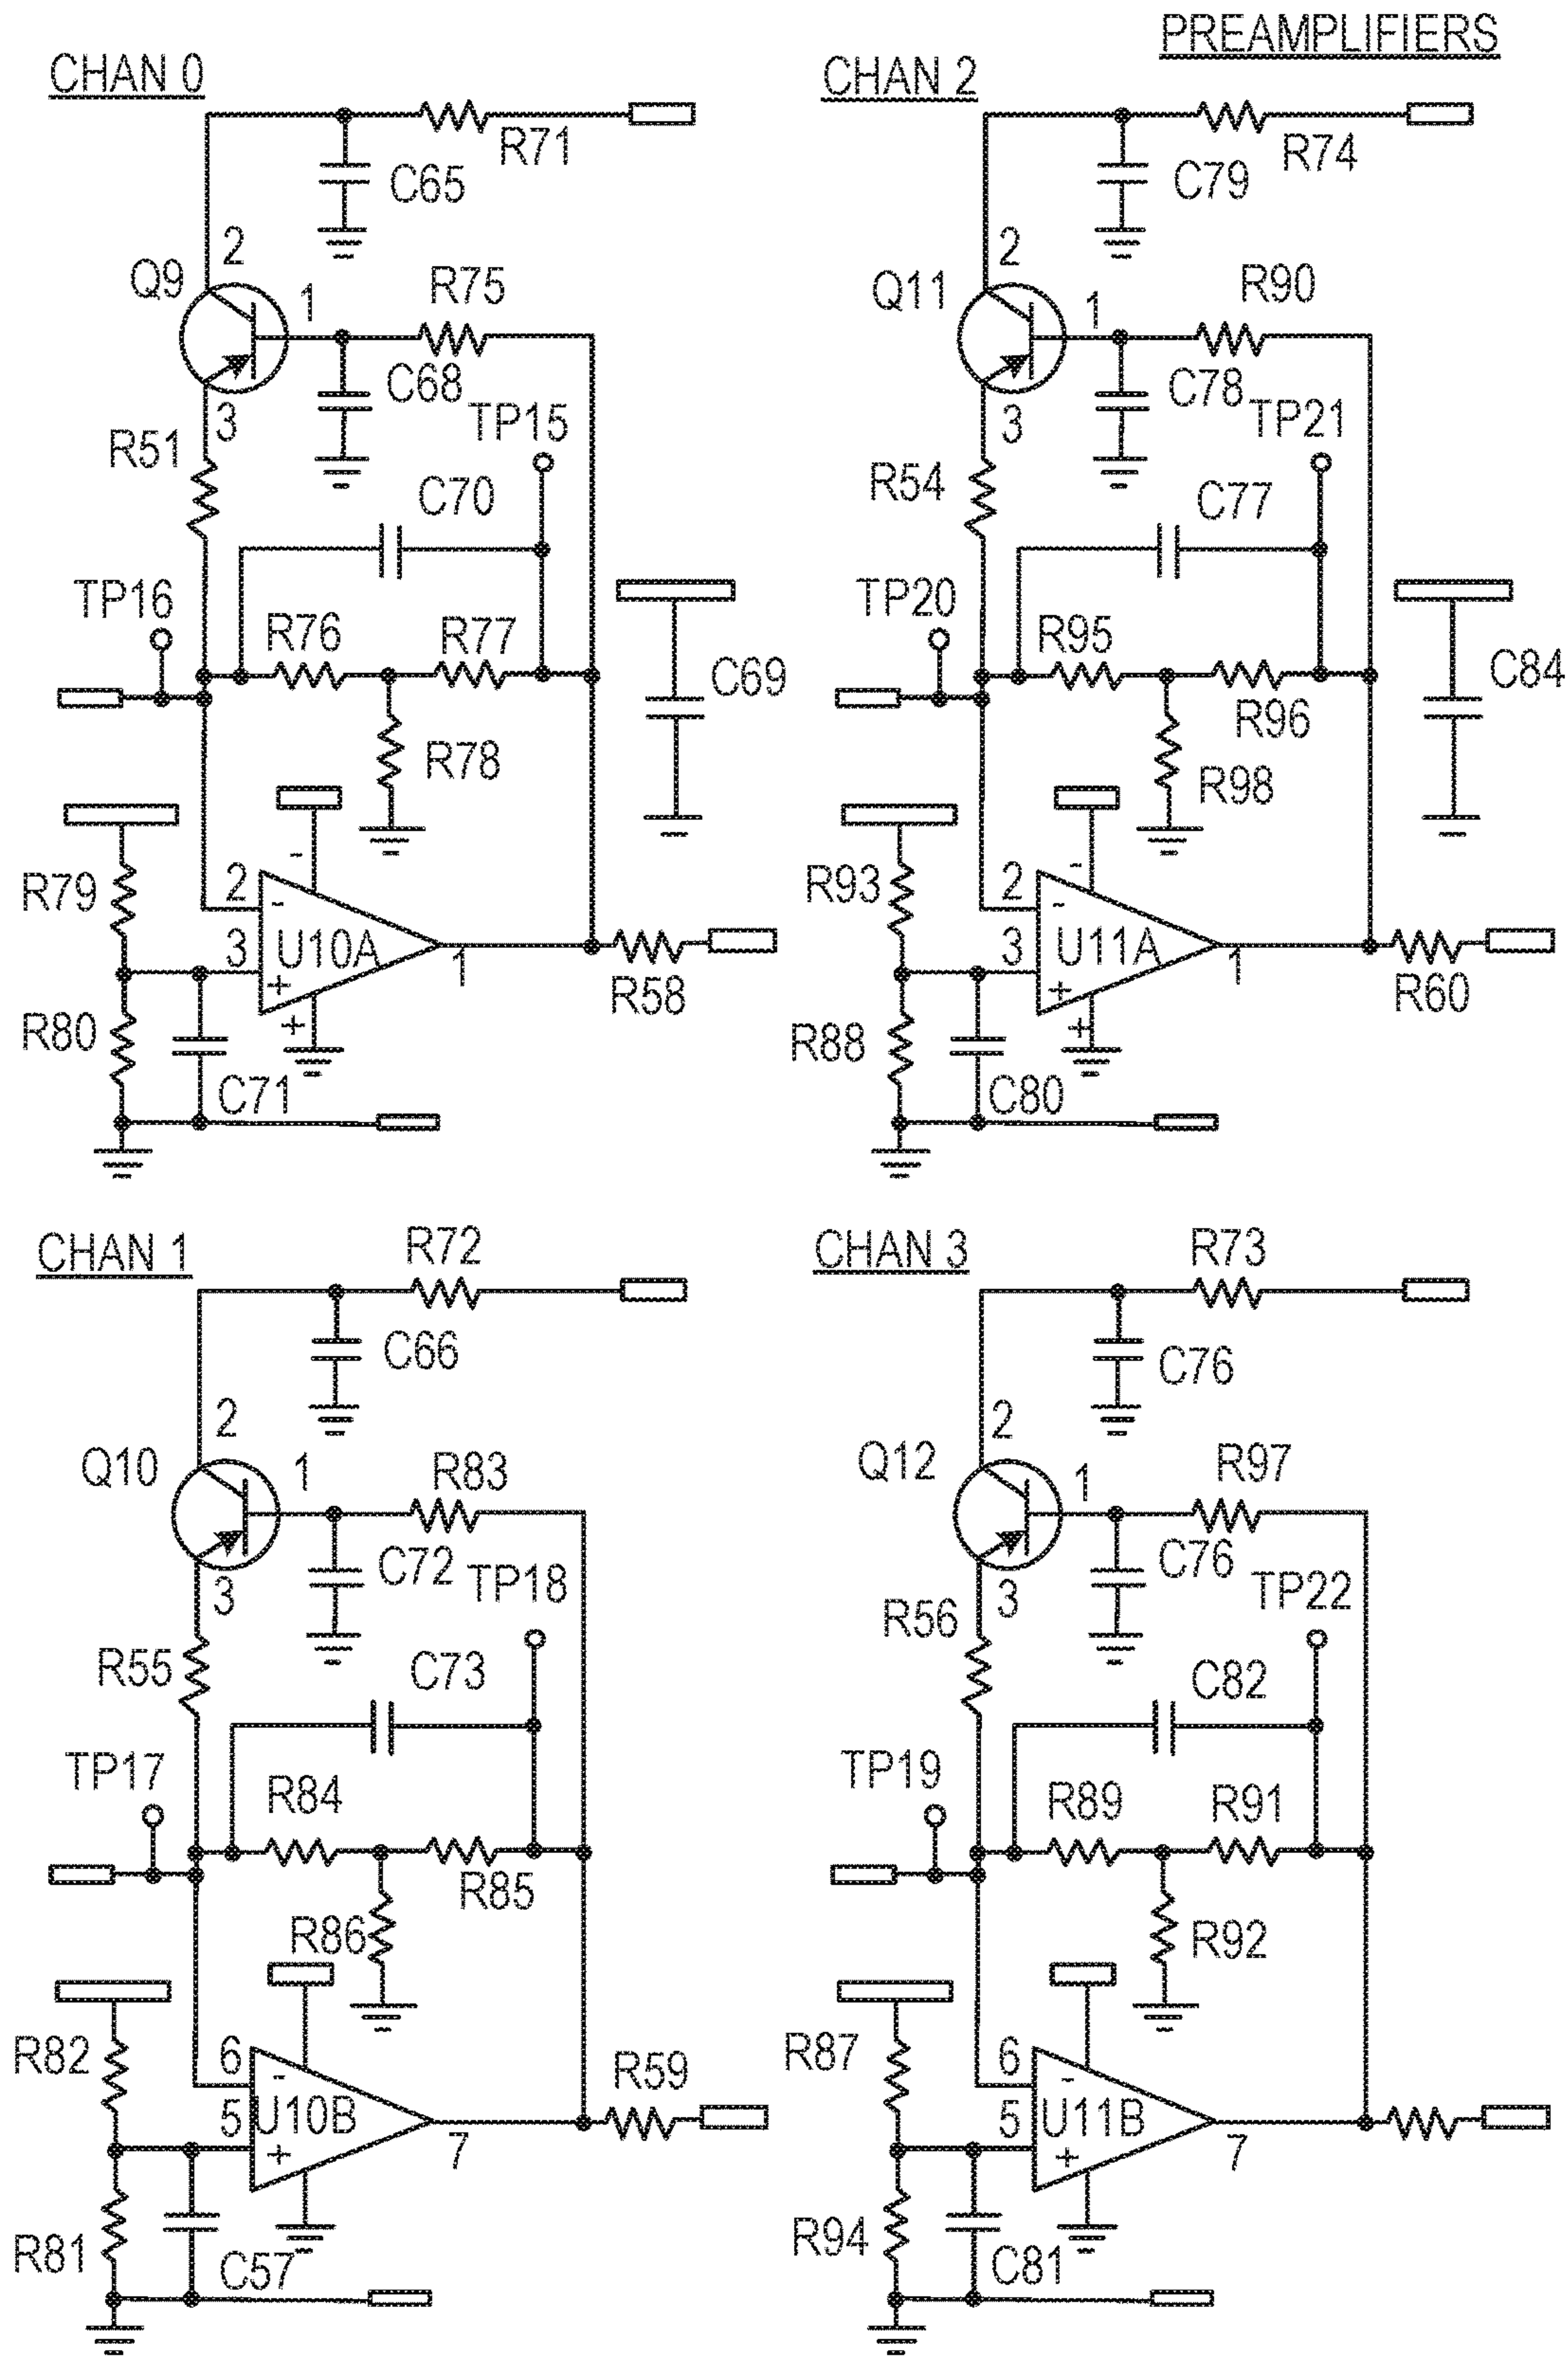 PREAMPLIFIERS
CHAN 0
R71
C65
2
Q9
1
R75
C68
3
TP15
R51
C70
TP16
R76
R77
C69
R78
-
R79
2
-
3
U10A
+
1
R58
R80
+
C71
CHAN 2
R74
C79
2
Q11
1
R90
C78
3
TP21
R54
C77
TP20
R95
R96
C84
R98
-
R93
2
-
3
U11A
+
1
R60
R88
+
C80
CHAN 1
R72
C66
2
Q10
1
R83
C72
3
TP18
R55
C73
TP17
R84
R85
R86
R82
6
-
5
U10B
+
7
R59
R81
C57
CHAN 3
R73
C76
2
Q12
1
R97
C76
3
TP22
R56
C82
TP19
R89
R91
R92
R87
6
-
5
U11B
+
7
R94
C81